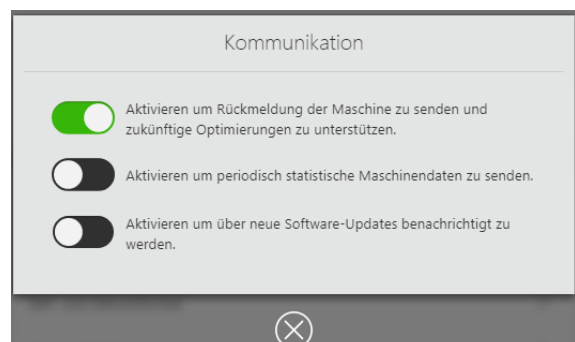 Kommunikation
Aktivieren um Rückmeldung der Maschine zu senden und
zukünftige Optimierungen zu unterstützen.
Aktivieren um periodisch statistische Maschinendaten zu senden.
Aktivieren um über neue Software-Updates benachrichtigt zu
werden.